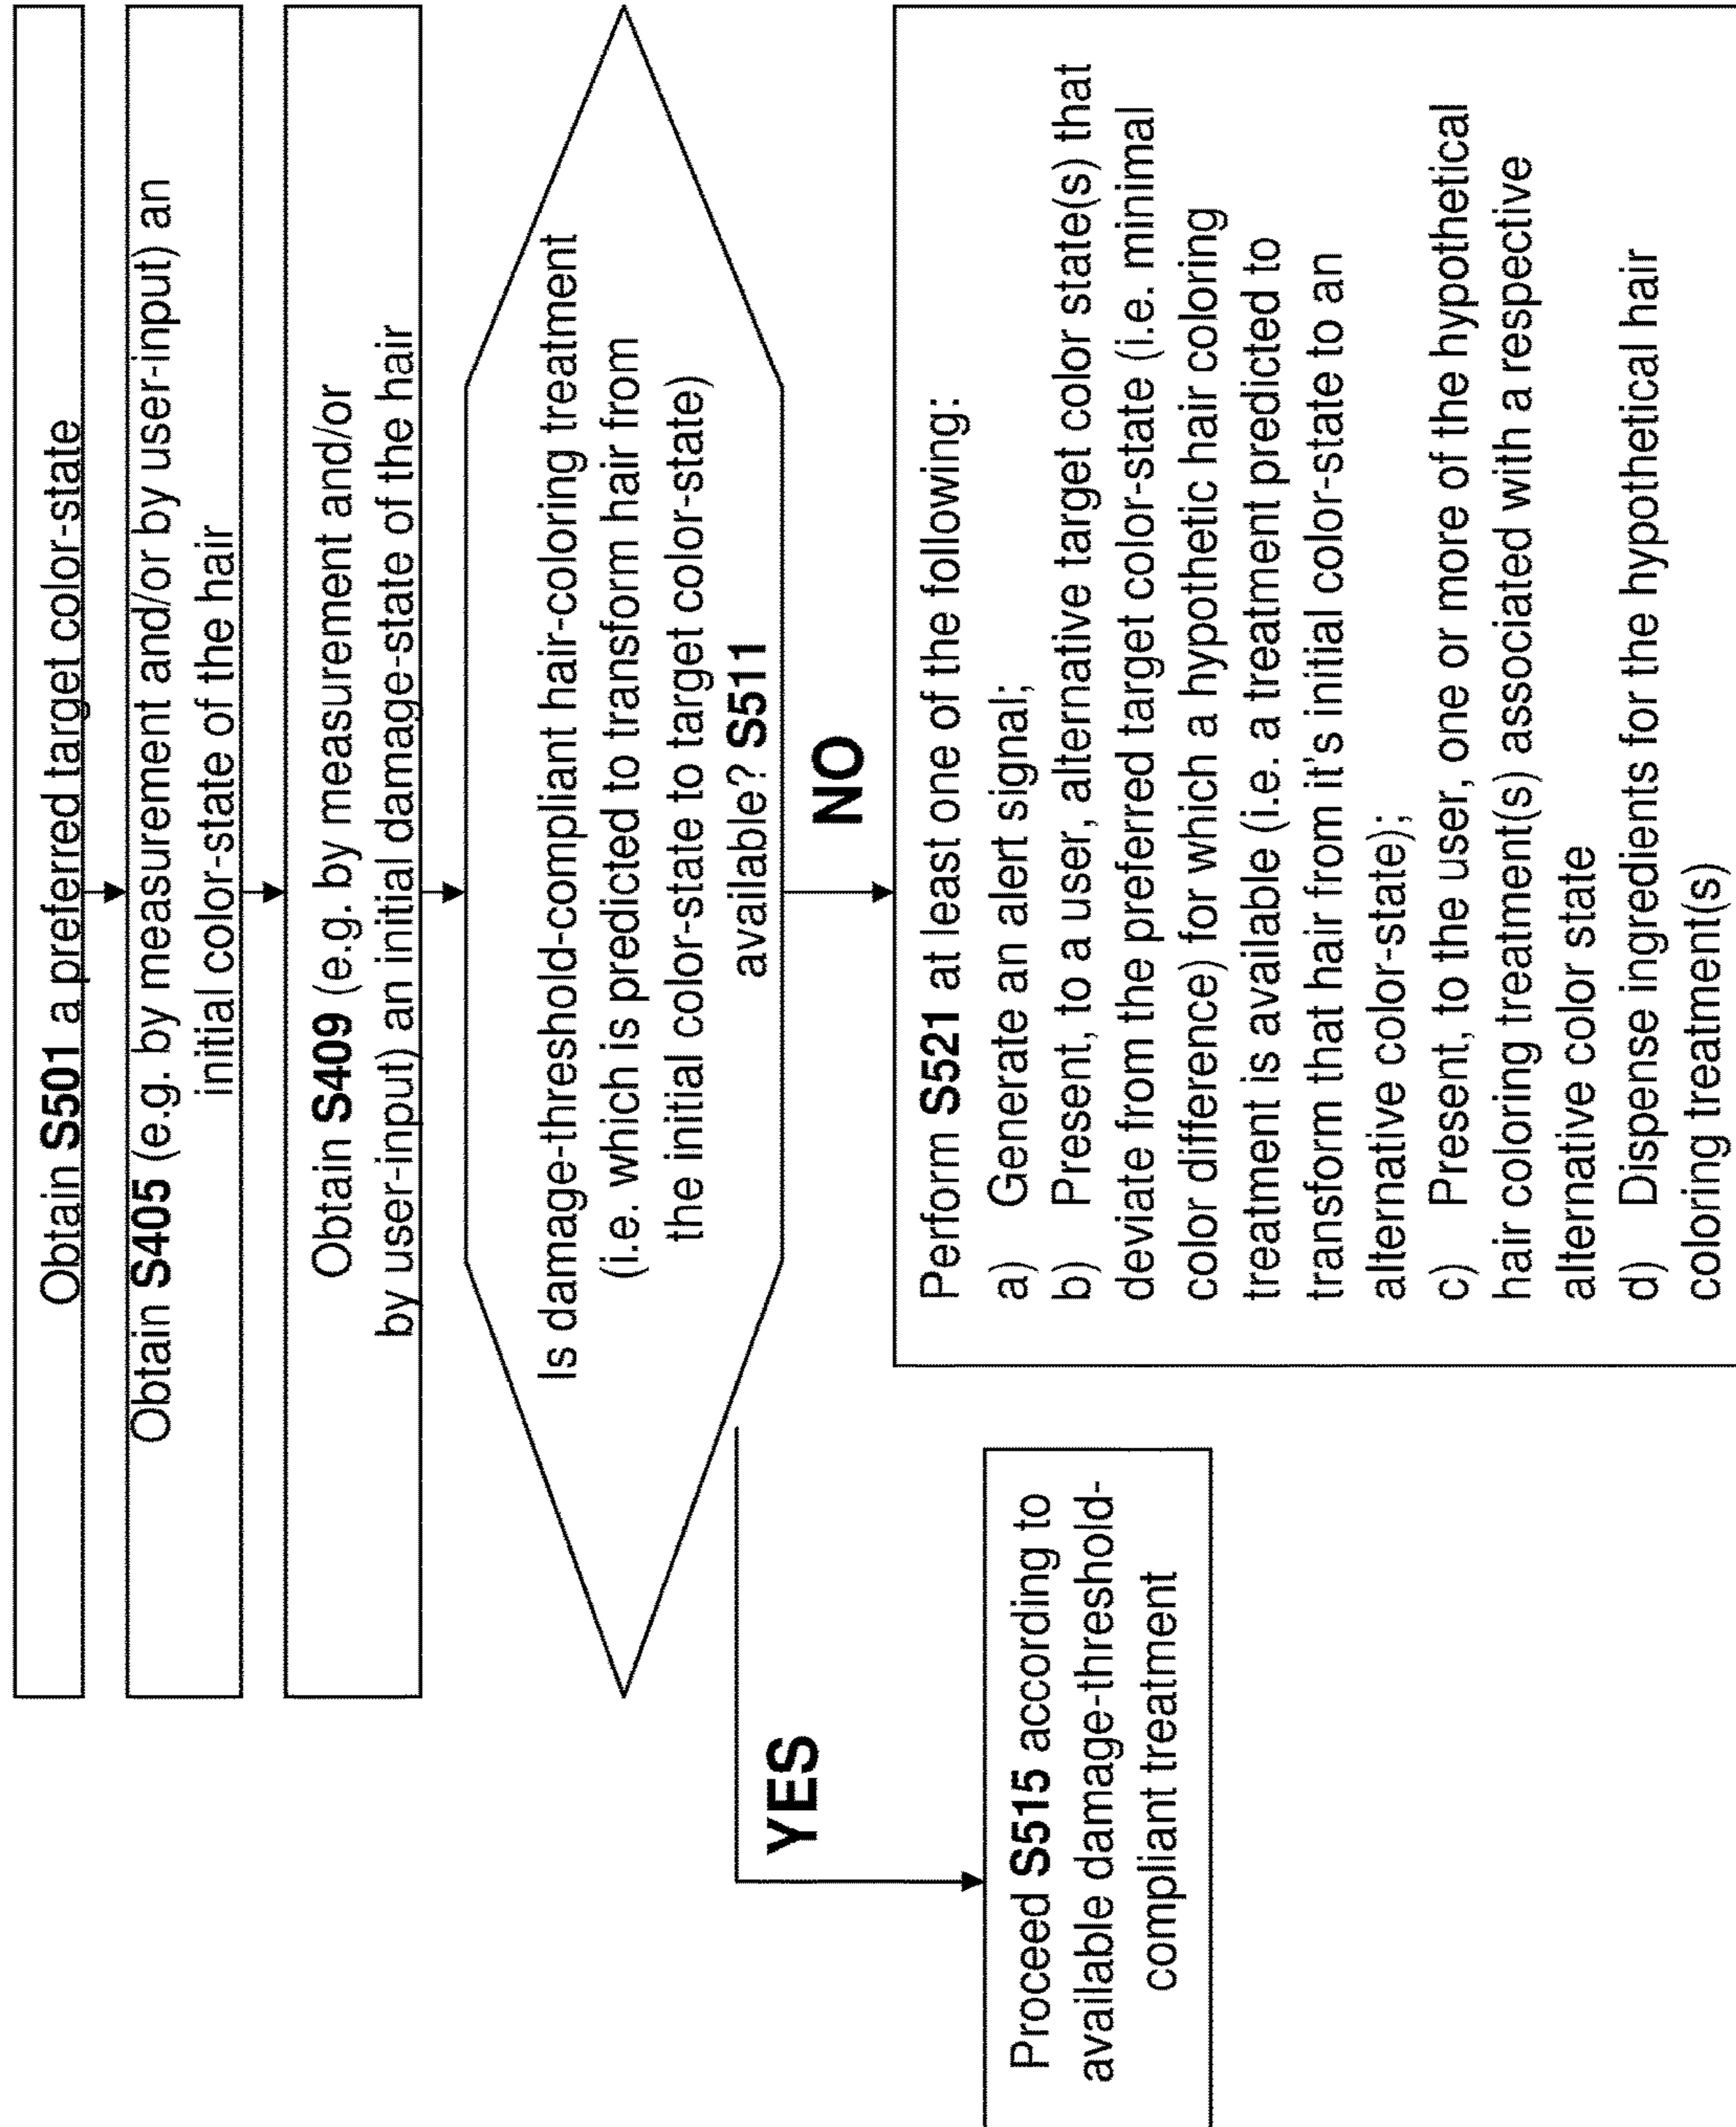 Obtain S501 a preferred target color-state
Obtain S405 (e.g. by measurement and/or by user-input) an
initial color-state of the hair
Obtain S409 (e.g. by measurement and/or
by user-input) an initial damage-state of the hair
Is damage-threshold-compliant hair-coloring treatment
(i.e. which is predicted to transform hair from
the initial color-state to target color-state)
available? S511
YES
NO
Proceed S515 according to
available damage-threshold-
compliant treatment
Perform S521 at least one of the following:
a) Generate an alert signal;
b) Present, to a user, alternative target color state(s) that
deviate from the preferred target color-state (i.e. minimal
color difference) for which a hypothetic hair coloring
treatment is available (i.e. a treatment predicted to
transform that hair from it's initial color-state to an
alternative color-state);
c) Present, to the user, one or more of the hypothetical
hair coloring treatment(s) associated with a respective
alternative color state
d) Dispense ingredients for the hypothetical hair
coloring treatment(s)